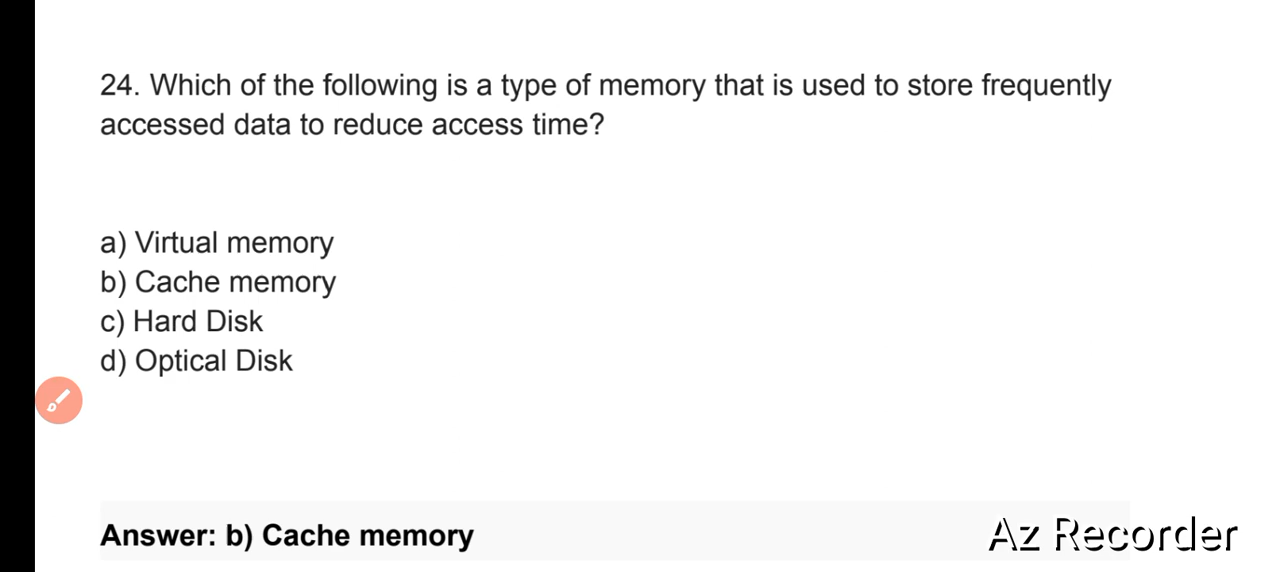 24. Which of the following is a type of memory that is used to store frequently
accessed data to reduce access time?
a) Virtual memory
b) Cache memory
c) Hard Disk
d) Optical Disk
Answer: b) Cache memory
Az Recorder